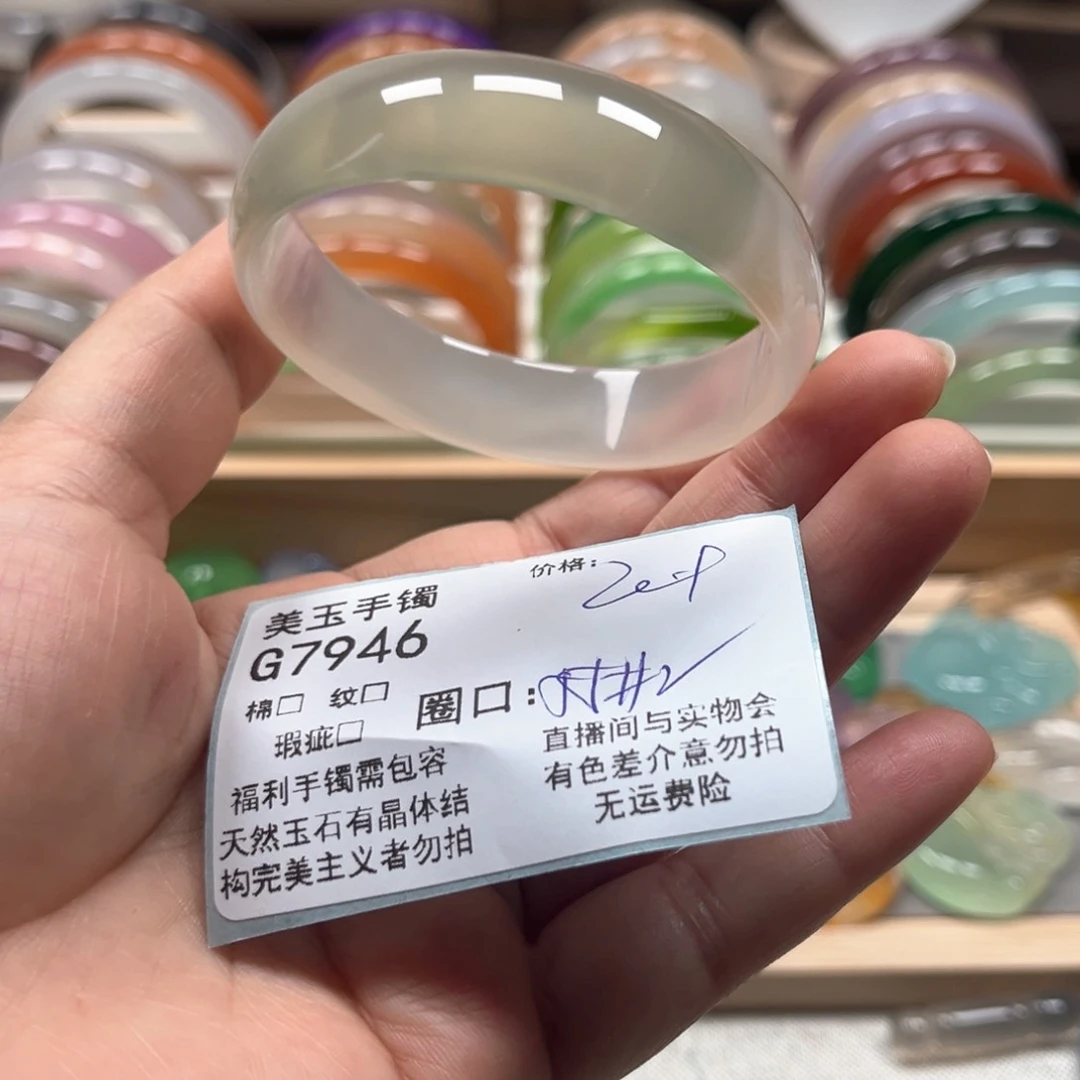 美玉手镯
价格:
G7946
棉□ 纹□
瑕疵□
圈口:
福利手镯需包容
天然玉石有晶体结
构完美主义者勿拍
直播间与实物会
有色差介意勿拍
无运费险